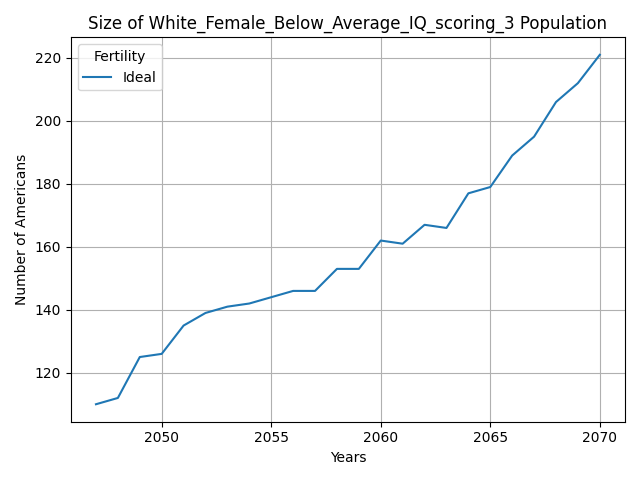 Size of White_Female_Below_Average_IQ_scoring_3 Population
Fertility
Ideal
220
200
180
160
140
120
Number of Americans
2050
2055
2060
2065
2070
Years